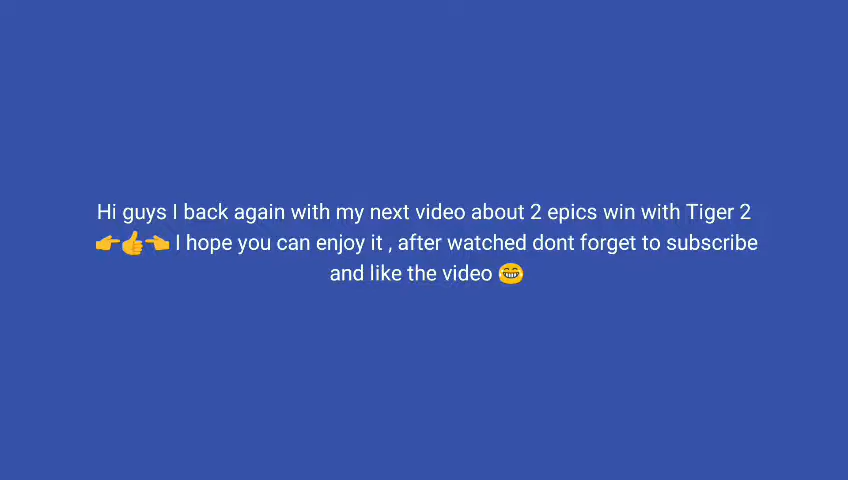 Hi guys I back again with my next video about 2 epics win with Tiger 2
👉👍👈 I hope you can enjoy it , after watched dont forget to subscribe
and like the video 😂